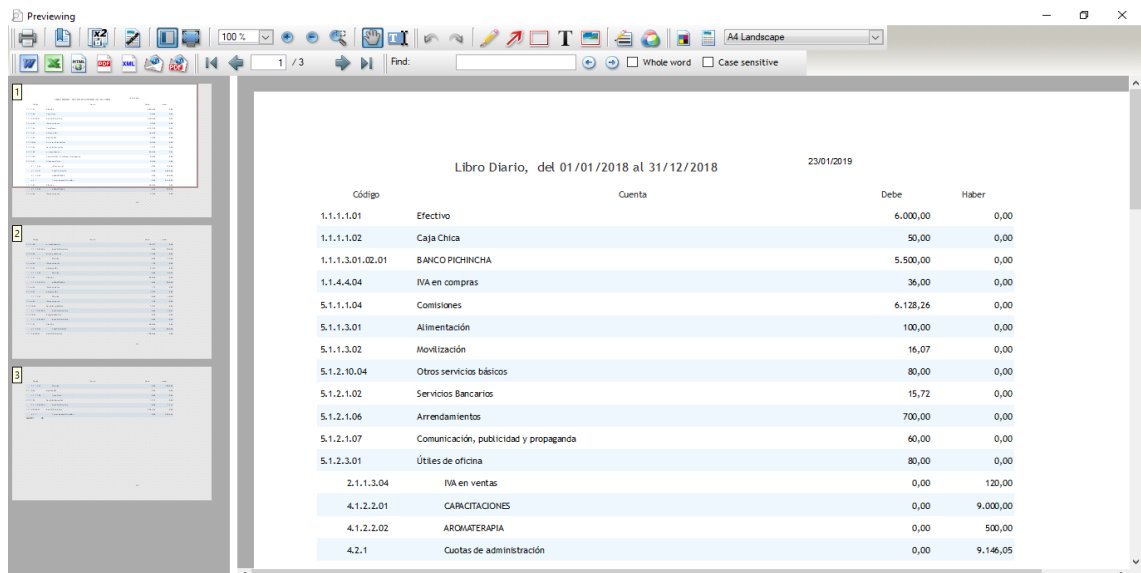 Previewing
x2
100 %
T
A4 Landscape
W
HTML
PDF
XML
PDF
1 / 3
Find:
Whole word
Case sensitive
1
2
3
Libro Diario, del 01/01/2018 al 31/12/2018 23/01/2019
Código Cuenta Debe Haber
1.1.1.1.01 Efectivo 6.000,00 0,00
1.1.1.1.02 Caja Chica 50,00 0,00
1.1.1.3.01.02.01 BANCO PICHINCHA 5.500,00 0,00
1.1.4.4.04 IVA en compras 36,00 0,00
5.1.1.1.04 Comisiones 6.128,26 0,00
5.1.1.3.01 Alimentación 100,00 0,00
5.1.1.3.02 Movilización 16,07 0,00
5.1.2.10.04 Otros servicios básicos 80,00 0,00
5.1.2.1.02 Servicios Bancarios 15,72 0,00
5.1.2.1.06 Arrendamientos 700,00 0,00
5.1.2.1.07 Comunicación, publicidad y propaganda 60,00 0,00
5.1.2.3.01 Útiles de oficina 80,00 0,00
2.1.1.3.04 IVA en ventas 0,00 120,00
4.1.2.2.01 CAPACITACIONES 0,00 9.000,00
4.1.2.2.02 AROMATERAPIA 0,00 500,00
4.2.1 Cuotas de administración 0,00 9.146,05